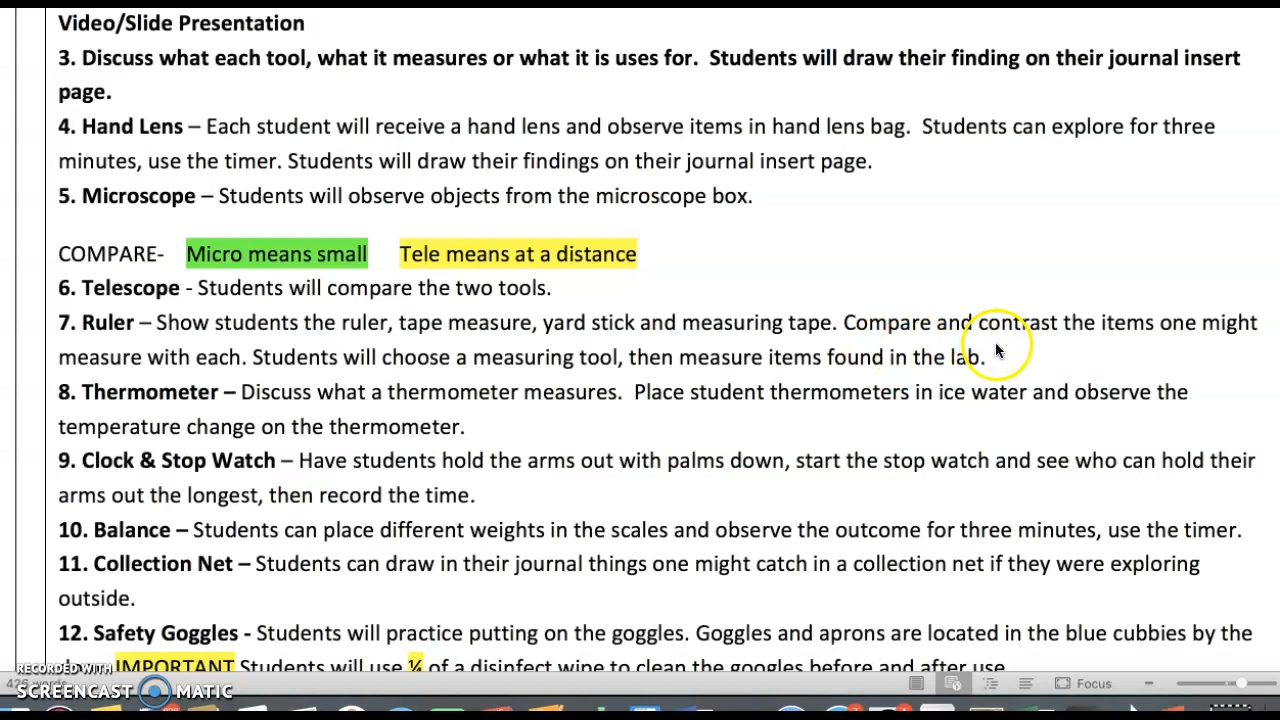 Video/Slide Presentation
3. Discuss what each tool, what it measures or what it is uses for.  Students will draw their finding on their journal insert
page.
4. Hand Lens – Each student will receive a hand lens and observe items in hand lens bag.  Students can explore for three
minutes, use the timer. Students will draw their findings on their journal insert page.
5. Microscope – Students will observe objects from the microscope box.
COMPARE-    Micro means small    Tele means at a distance
6. Telescope - Students will compare the two tools.
7. Ruler – Show students the ruler, tape measure, yard stick and measuring tape. Compare and contrast the items one might
measure with each. Students will choose a measuring tool, then measure items found in the lab.
8. Thermometer – Discuss what a thermometer measures.  Place student thermometers in ice water and observe the
temperature change on the thermometer.
9. Clock & Stop Watch – Have students hold the arms out with palms down, start the stop watch and see who can hold their
arms out the longest, then record the time.
10. Balance – Students can place different weights in the scales and observe the outcome for three minutes, use the timer.
11. Collection Net – Students can draw in their journal things one might catch in a collection net if they were exploring
outside.
12. Safety Goggles - Students will practice putting on the goggles. Goggles and aprons are located in the blue cubbies by the
IMPORTANT Students will use ¼ of a disinfect wipe to clean the goggles before and after use
RECORDED WITH
words
SCREENCAST MATIC
Focus